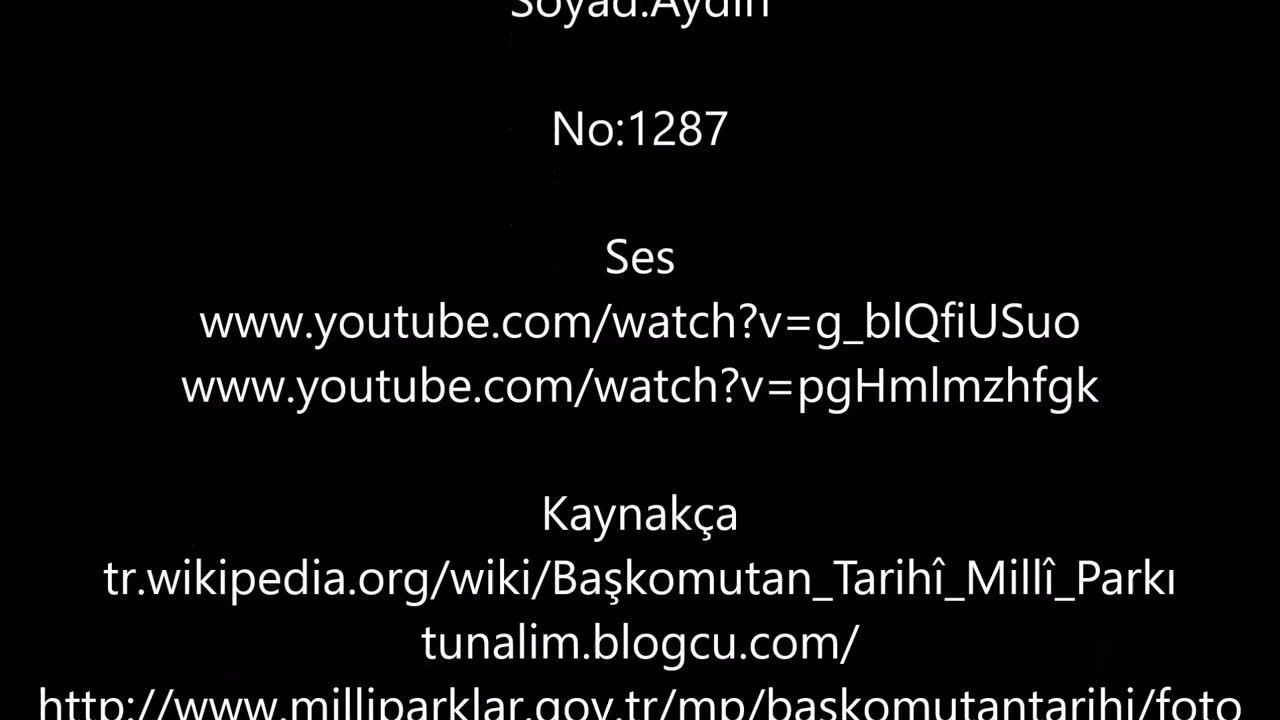 Soyad:Aydın
No:1287
Ses
www.youtube.com/watch?v=g_blQfiUSuo
www.youtube.com/watch?v=pgHmlmzhfgk
Kaynakça
tr.wikipedia.org/wiki/Başkomutan_Tarihî_Millî_Parkı
tunalim.blogcu.com/
http://www.milliparklar.gov.tr/mp/baskomutantarihi/foto